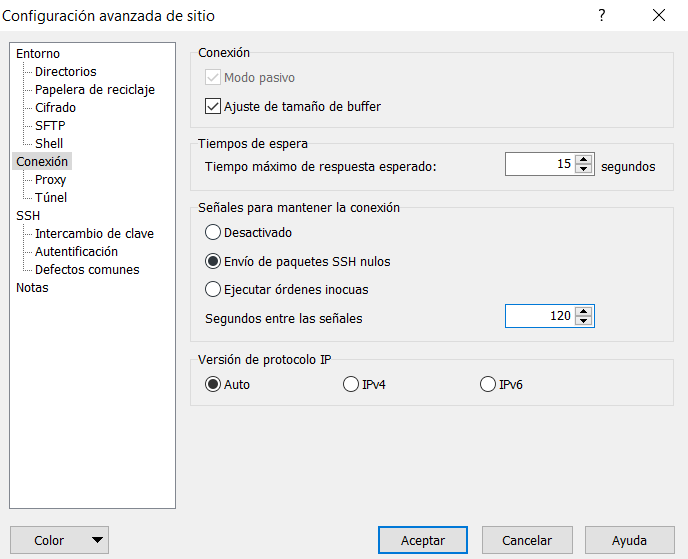 Configuración avanzada de sitio
?
Entorno
Directorios
Papelera de reciclaje
Cifrado
SFTP
Shell
Conexión
Proxy
Túnel
SSH
Intercambio de clave
Autentificación
Defectos comunes
Notas
Conexión
Modo pasivo
Ajuste de tamaño de buffer
Tiempos de espera
Tiempo máximo de respuesta esperado: 15 segundos
Señales para mantener la conexión
Desactivado
Envío de paquetes SSH nulos
Ejecutar órdenes inocuas
Segundos entre las señales 120
Versión de protocolo IP
Auto IPv4 IPv6
Color Aceptar Cancelar Ayuda